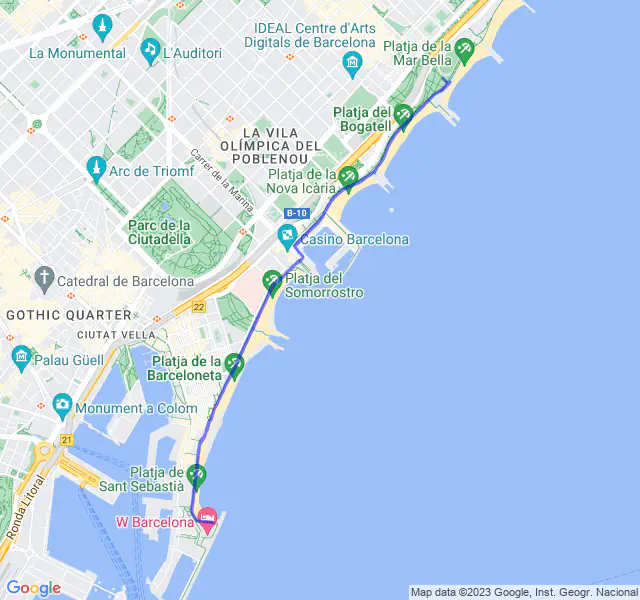 IDEAL Centre d'Arts
Digitals de Barcelona
Platja de la
Mar Bella
La Monumental
L'Auditori
Platja del
Bogatell
LA VILA
OLÍMPICA DEL
POBLENOU
Carrer de la Marina
Arc de Triomf
Platja de la
Nova Icària
B-10
Parc de la
Ciutadella
Casino Barcelona
Catedral de Barcelona
Platja del
Somorrostro
22
GOTHIC QUARTER
CIUTAT VELLA
Palau Güell
Platja de la
Barceloneta
Monument a Colom
21
Ronda Litoral
Platja de
Sant Sebastià
W Barcelona
Google
Map data ©2023 Google, Inst. Geogr. Nacional